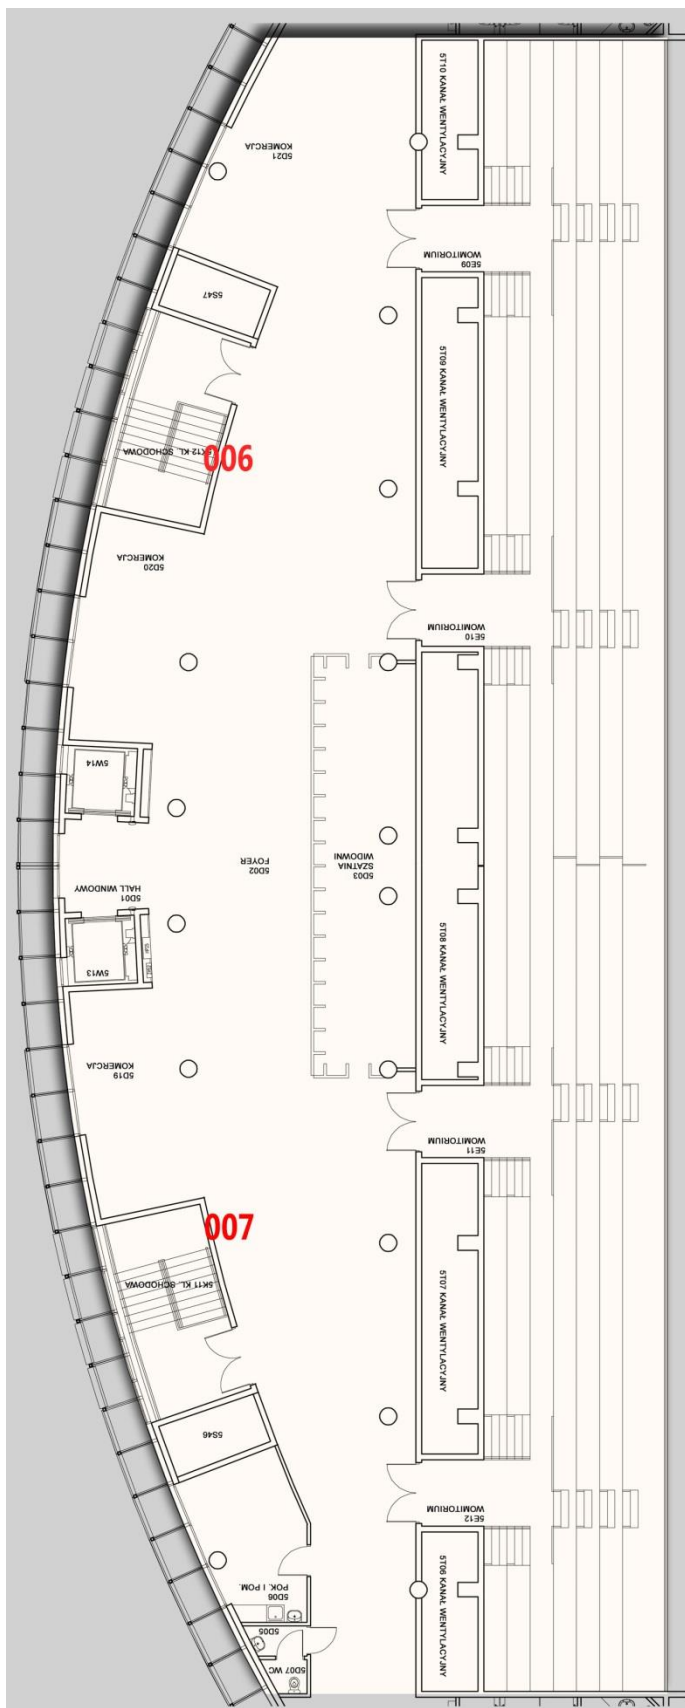 5T10 KANAŁ WENTYLACYJNY
5D21
KOMERCJA
5E09
WOMITORIUM
5S47
5T09 KANAŁ WENTYLACYJNY
5K12 KL. SCHODOWA
006
5D20
KOMERCJA
5E10
WOMITORIUM
5W14
5D02
FOYER
5D03
SZATNIA
WIDOWNI
5D01
HALL WINDOWY
5W13
5T08 KANAŁ WENTYLACYJNY
5D19
KOMERCJA
5E11
WOMITORIUM
007
5K11 KL. SCHODOWA
5T07 KANAŁ WENTYLACYJNY
5S46
5E12
WOMITORIUM
5D06
POK. I POM.
5T06 KANAŁ WENTYLACYJNY
5D05
5D07 WC